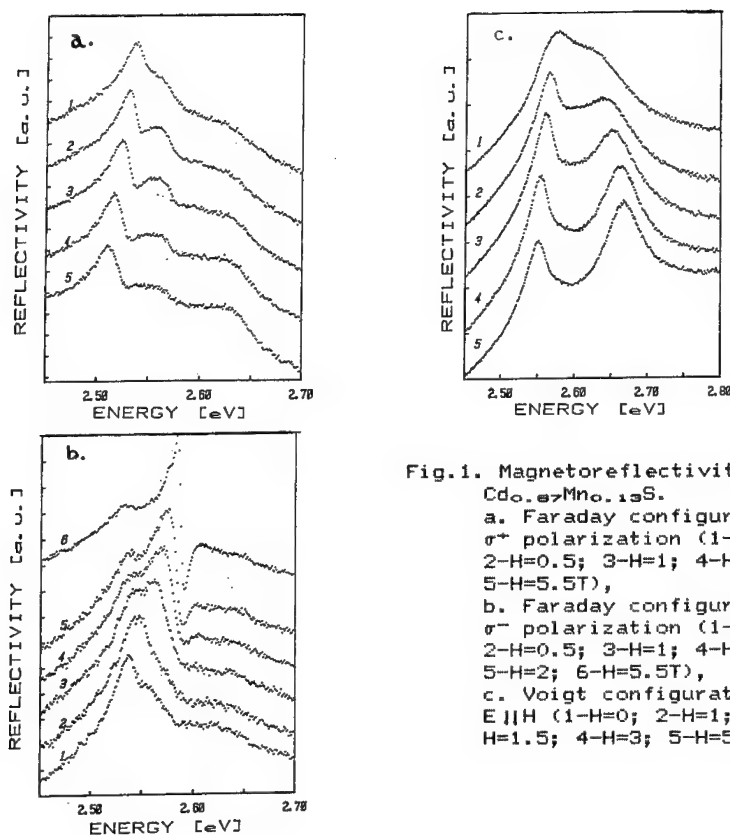 a.
1
2
3
4
5
REFLECTIVITY [a.u.]
2.50 2.60 2.70
ENERGY [eV]
c.
1
2
3
4
5
REFLECTIVITY [a.u.]
2.50 2.60 2.70 2.80
ENERGY [eV]
b.
6
5
4
3
2
1
REFLECTIVITY [a.u.]
2.50 2.60 2.70
ENERGY [eV]
Fig.1. Magnetoreflectivit
Cd0.87Mn0.13S.
a. Faraday configur
σ+ polarization (1-
2-H=0.5; 3-H=1; 4-H
5-H=5.5T),
b. Faraday configur
σ- polarization (1-
2-H=0.5; 3-H=1; 4-H
5-H=2; 6-H=5.5T),
c. Voigt configurat
E||H (1-H=0; 2-H=1;
H=1.5; 4-H=3; 5-H=5